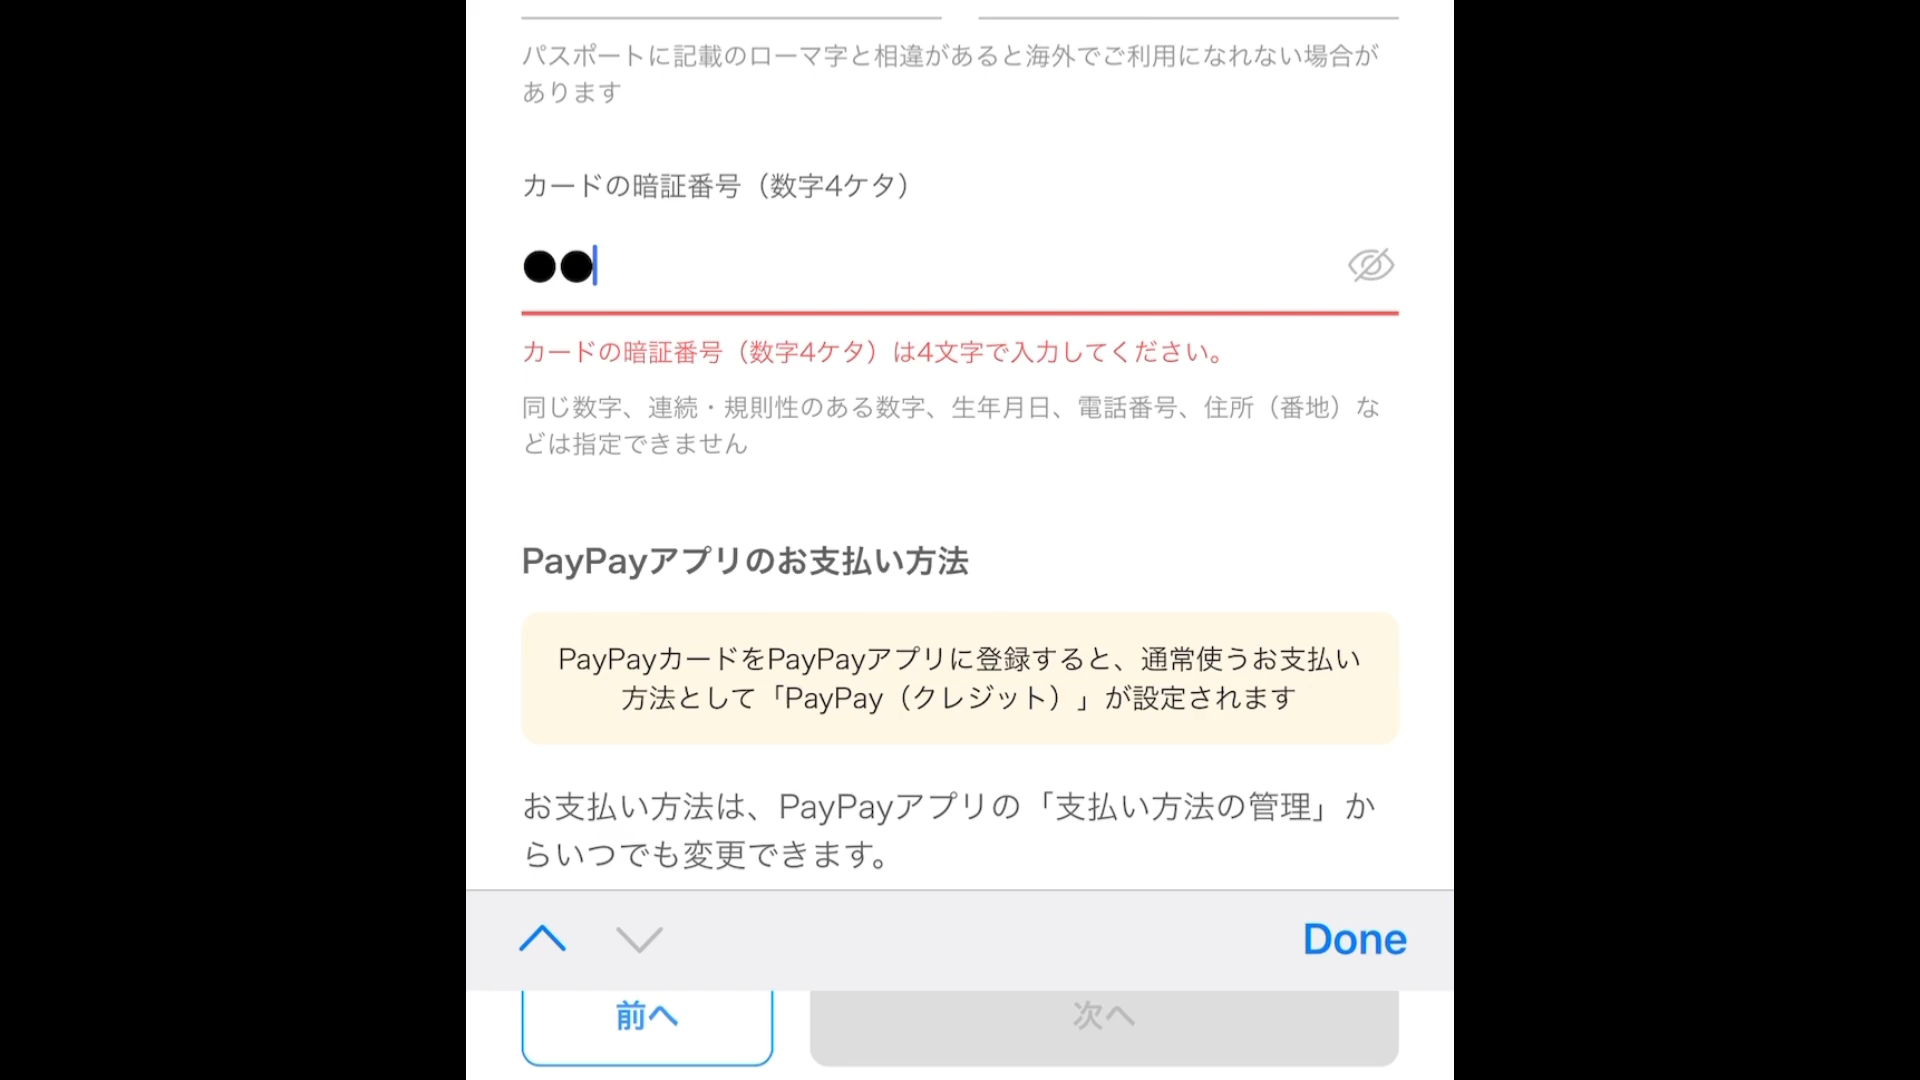 パスポートに記載のローマ字と相違があると海外でご利用になれない場合が
あります
カードの暗証番号（数字4ケタ）
カードの暗証番号（数字4ケタ）は4文字で入力してください。
同じ数字、連続・規則性のある数字、生年月日、電話番号、住所（番地）な
どは指定できません
PayPayアプリのお支払い方法
PayPayカードをPayPayアプリに登録すると、通常使うお支払い
方法として「PayPay（クレジット）」が設定されます
お支払い方法は、PayPayアプリの「支払い方法の管理」か
らいつでも変更できます。
Done
前へ
次へ